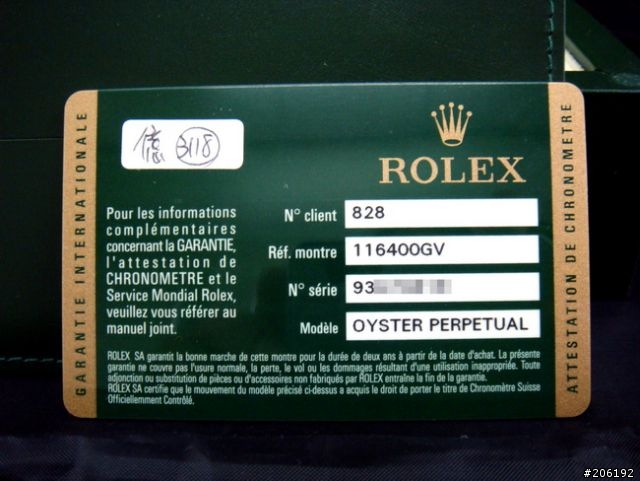 GARANTIE INTERNATIONALE
3118
ROLEX
ATTESTATION DE CHRONOMETRE
Pour les informations
complémentaires
concernant la GARANTIE,
l'attestation de
CHRONOMETRE et le
Service Mondial Rolex,
veuillez vous référer au
manuel joint.
N° client 828
Réf. montre 116400GV
N° série 93
Modèle OYSTER PERPETUAL
ROLEX SA garantit la bonne marche de cette montre pour la durée de deux ans à partir de la date d'achat. La présente
garantie ne couvre pas l'usure normale, la perte, le vol ou les dommages résultant d'une utilisation inappropriée. Toute
adjonction ou substitution de pièces ou d'accessoires non fabriqués par ROLEX entraîne la fin de la garantie.
ROLEX SA certifie que le mouvement du modèle précisé ci-dessus a acquis le droit de porter le titre de Chronomètre Suisse
Officiellement Contrôlé.
#206192